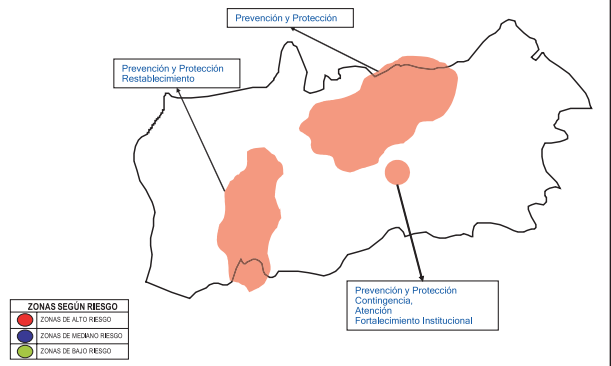 Prevención y Protección
Prevención y Protección
Restablecimiento
Prevención y Protección
Contingencia,
Atención
Fortalecimiento Institucional
ZONAS SEGÚN RIESGO
ZONAS DE ALTO RIESGO
ZONAS DE MEDIANO RIESGO
ZONAS DE BAJO RIESGO